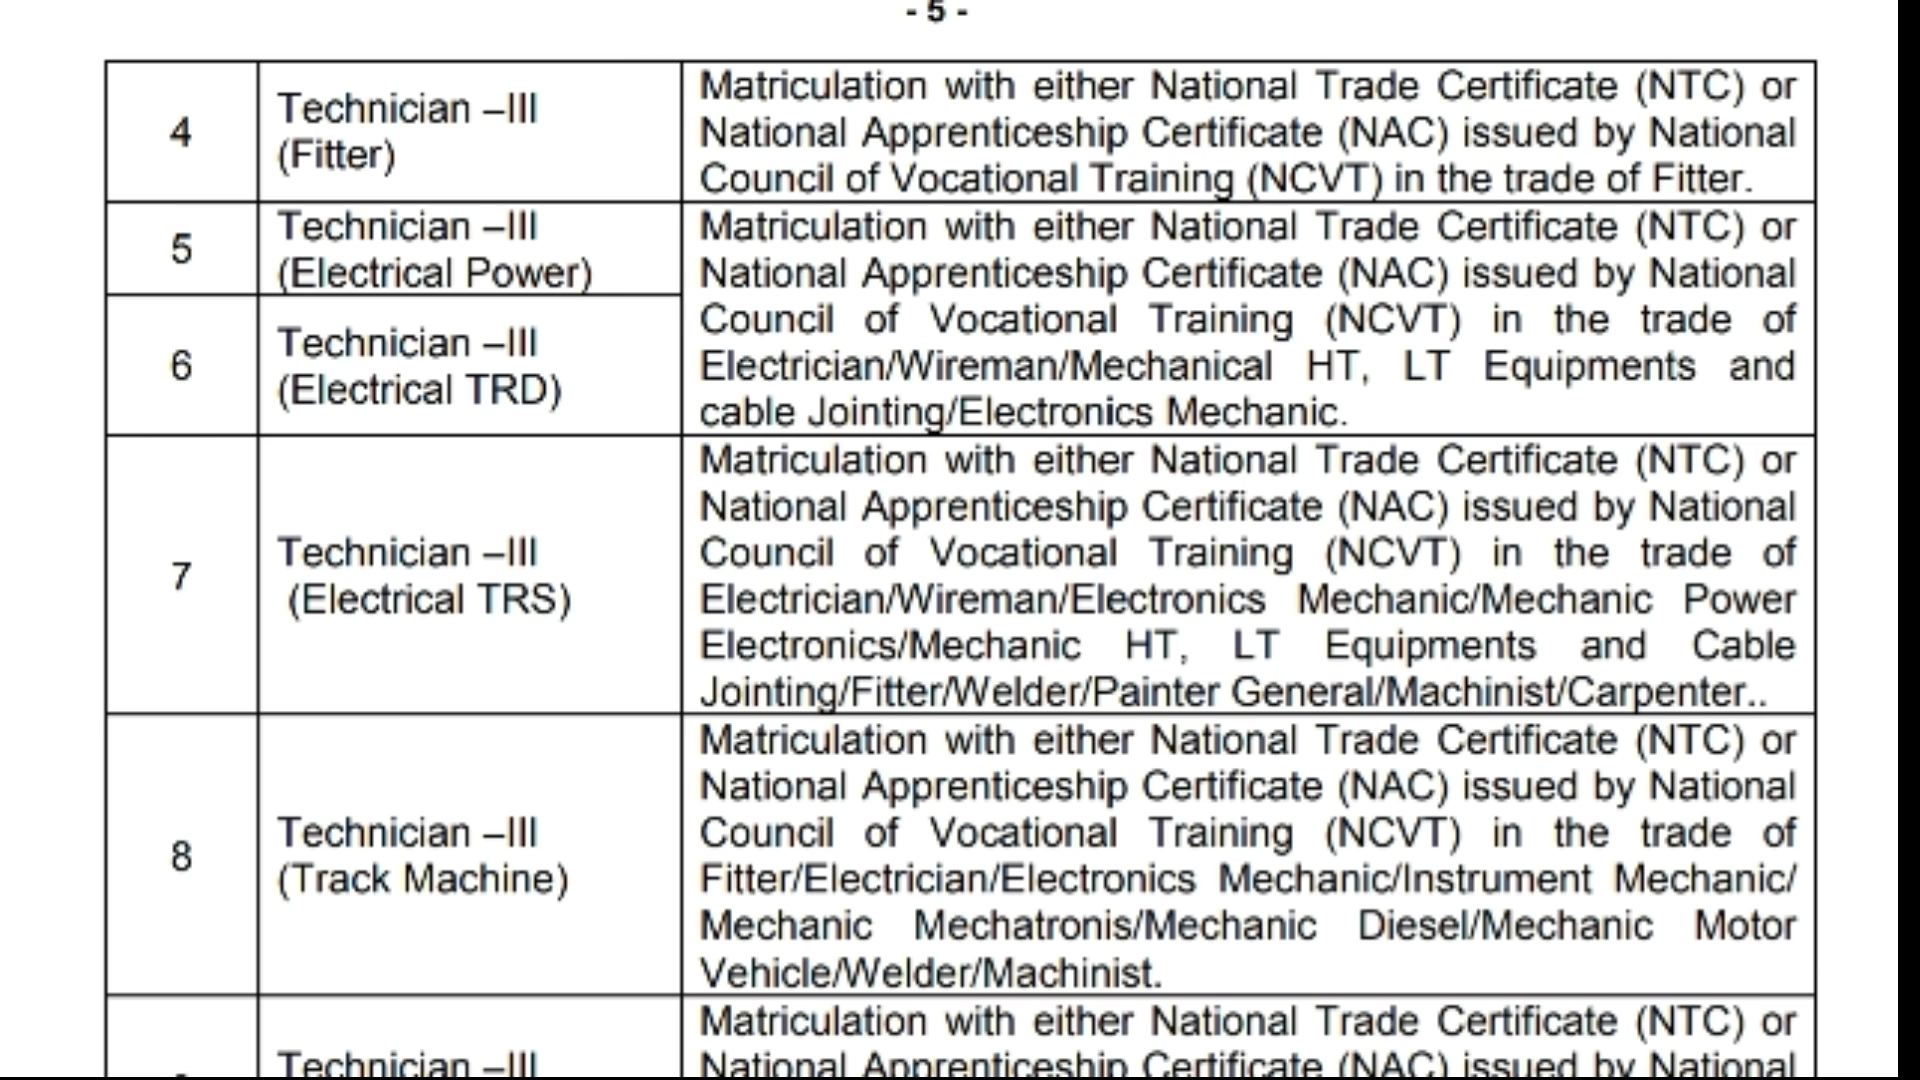 - 5 -
4
Technician –III
(Fitter)
Matriculation with either National Trade Certificate (NTC) or
National Apprenticeship Certificate (NAC) issued by National
Council of Vocational Training (NCVT) in the trade of Fitter.
5
Technician –III
(Electrical Power)
6
Technician –III
(Electrical TRD)
Matriculation with either National Trade Certificate (NTC) or
National Apprenticeship Certificate (NAC) issued by National
Council of Vocational Training (NCVT) in the trade of
Electrician/Wireman/Mechanical HT, LT Equipments and
cable Jointing/Electronics Mechanic.
7
Technician –III
(Electrical TRS)
Matriculation with either National Trade Certificate (NTC) or
National Apprenticeship Certificate (NAC) issued by National
Council of Vocational Training (NCVT) in the trade of
Electrician/Wireman/Electronics Mechanic/Mechanic Power
Electronics/Mechanic HT, LT Equipments and Cable
Jointing/Fitter/Welder/Painter General/Machinist/Carpenter..
8
Technician –III
(Track Machine)
Matriculation with either National Trade Certificate (NTC) or
National Apprenticeship Certificate (NAC) issued by National
Council of Vocational Training (NCVT) in the trade of
Fitter/Electrician/Electronics Mechanic/Instrument Mechanic/
Mechanic Mechatronis/Mechanic Diesel/Mechanic Motor
Vehicle/Welder/Machinist.
Technician –III
Matriculation with either National Trade Certificate (NTC) or
National Apprenticeship Certificate (NAC) issued by National